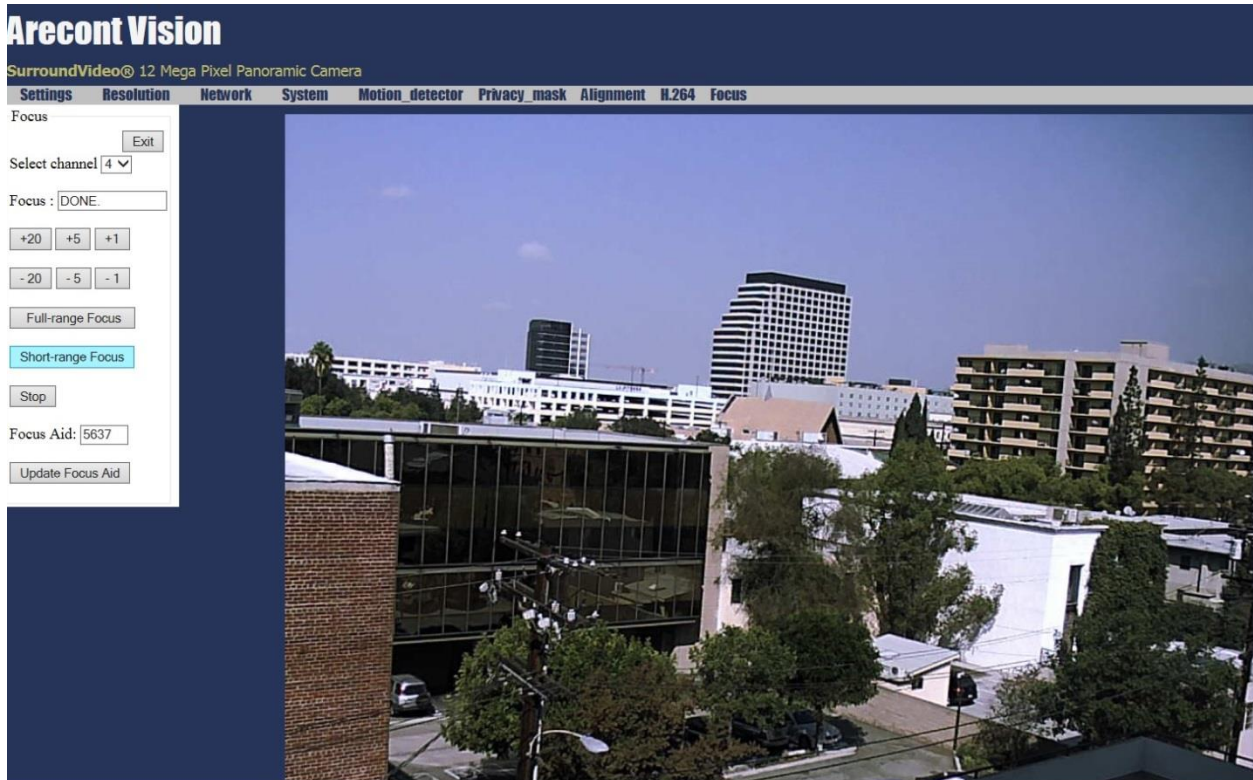 Arecont Vision
SurroundVideo® 12 Mega Pixel Panoramic Camera
Settings Resolution Network System Motion_detector Privacy_mask Alignment H.264 Focus
Focus
Exit
Select channel 4
Focus : DONE.
+20 +5 +1
- 20 - 5 - 1
Full-range Focus
Short-range Focus
Stop
Focus Aid: 5637
Update Focus Aid